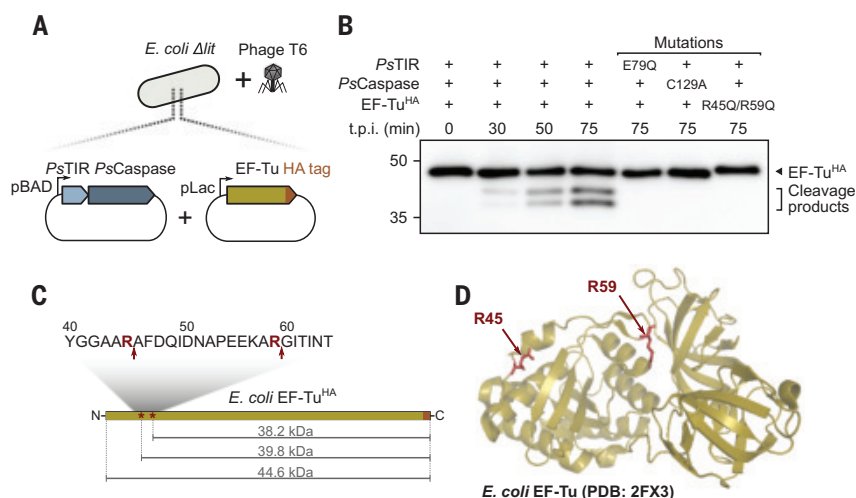 A
E. coli Δlit
Phage T6
+
PsTIR PsCaspase
pBAD
EF-Tu HA tag
pLac
+
B
Mutations
PsTIR + + + + E79Q + +
PsCaspase + + + + + C129A +
EF-Tuᴴᴬ + + + + + + R45Q/R59Q
t.p.i. (min) 0 30 50 75 75 75 75
50
35
EF-Tuᴴᴬ
Cleavage
products
C
40 50 60
YGGAARAFDQIDNAPEEKARGITINT
E. coli EF-Tuᴴᴬ
N * * C
38.2 kDa
39.8 kDa
44.6 kDa
D
R59
R45
E. coli EF-Tu (PDB: 2FX3)